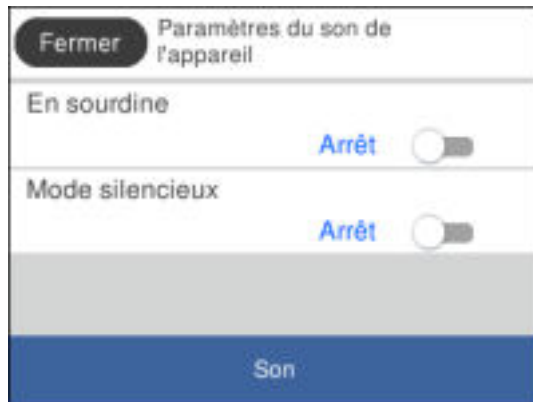 Fermer
Paramètres du son de
l'appareil
En sourdine
Arrêt
Mode silencieux
Arrêt
Son